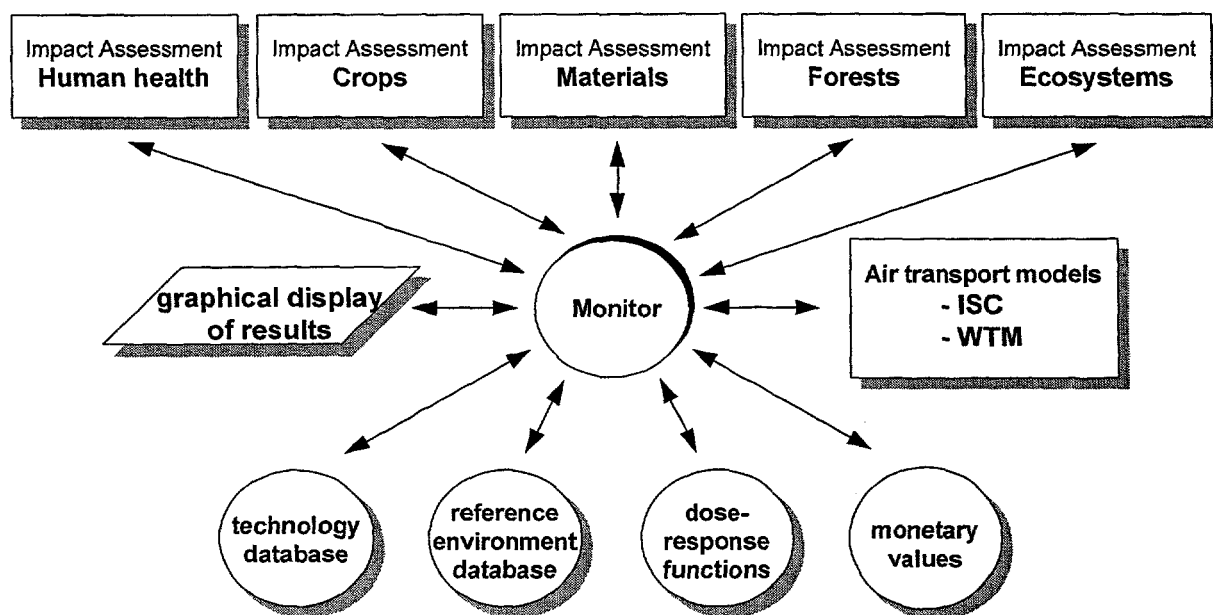 Impact Assessment
Human health
Impact Assessment
Crops
Impact Assessment
Materials
Impact Assessment
Forests
Impact Assessment
Ecosystems
graphical display
of results
Monitor
Air transport models
- ISC
- WTM
technology
database
reference
environment
database
dose-
response
functions
monetary
values